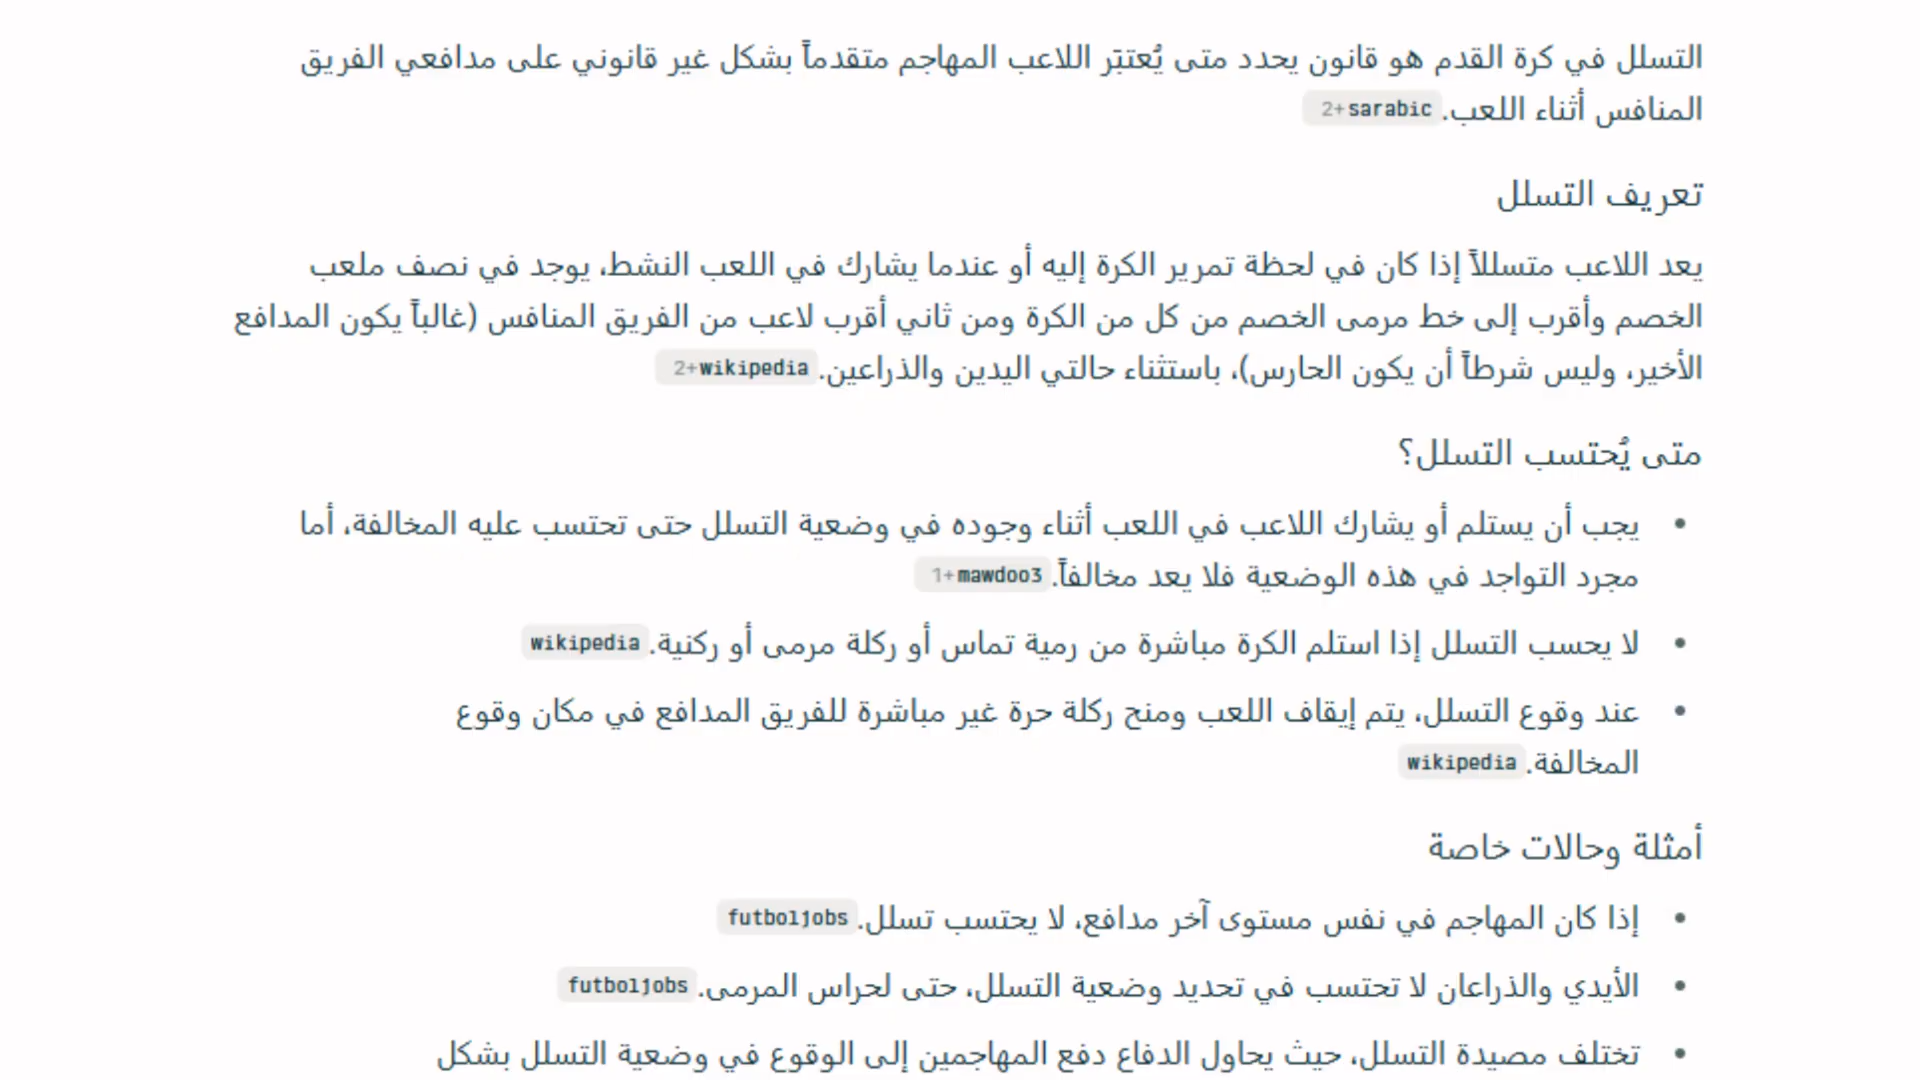 التسلل في كرة القدم هو قانون يحدد متى يُعتبَر اللاعب المهاجم متقدماً بشكل غير قانوني على مدافعي الفريق
المنافس أثناء اللعب. sarabic+2
تعريف التسلل
يعد اللاعب متسللاً إذا كان في لحظة تمرير الكرة إليه أو عندما يشارك في اللعب النشط، يوجد في نصف ملعب
الخصم وأقرب إلى خط مرمى الخصم من كل من الكرة ومن ثاني أقرب لاعب من الفريق المنافس (غالباً يكون المدافع
الأخير، وليس شرطاً أن يكون الحارس)، باستثناء حالتي اليدين والذراعين. wikipedia+2
متى يُحتسب التسلل؟
• يجب أن يستلم أو يشارك اللاعب في اللعب أثناء وجوده في وضعية التسلل حتى تحتسب عليه المخالفة، أما
مجرد التواجد في هذه الوضعية فلا يعد مخالفاً. mawdoo3+1
• لا يحسب التسلل إذا استلم الكرة مباشرة من رمية تماس أو ركلة مرمى أو ركنية. wikipedia
• عند وقوع التسلل، يتم إيقاف اللعب ومنح ركلة حرة غير مباشرة للفريق المدافع في مكان وقوع
المخالفة. wikipedia
أمثلة وحالات خاصة
• إذا كان المهاجم في نفس مستوى آخر مدافع، لا يحتسب تسلل. futboljobs
• الأيدي والذراعان لا تحتسب في تحديد وضعية التسلل، حتى لحراس المرمى. futboljobs
• تختلف مصيدة التسلل، حيث يحاول الدفاع دفع المهاجمين إلى الوقوع في وضعية التسلل بشكل